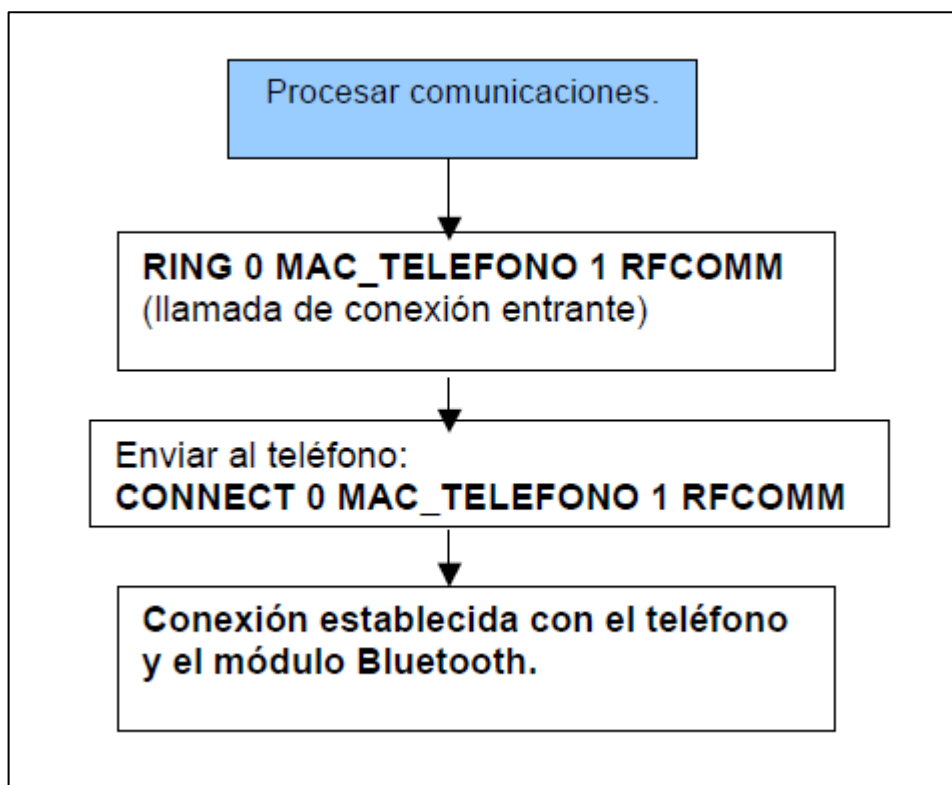 Procesar comunicaciones.
RING 0 MAC_TELEFONO 1 RFCOMM
(llamada de conexión entrante)
Enviar al teléfono:
CONNECT 0 MAC_TELEFONO 1 RFCOMM
Conexión establecida con el teléfono
y el módulo Bluetooth.